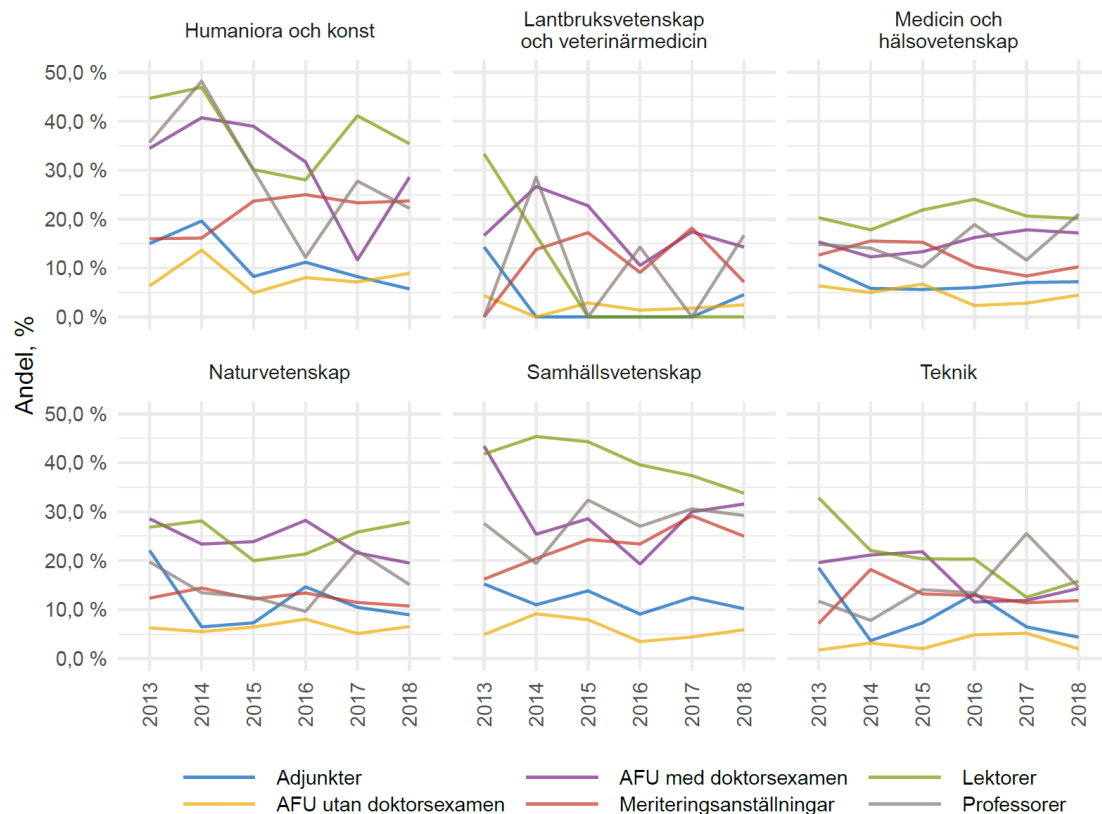 Humaniora och konst
Lantbruksvetenskap
och veterinärmedicin
Medicin och
hälsovetenskap
50,0 %
40,0 %
30,0 %
20,0 %
10,0 %
0,0 %
Andel, %
Naturvetenskap
Samhällsvetenskap
Teknik
50,0 %
40,0 %
30,0 %
20,0 %
10,0 %
0,0 %
2013 2014 2015 2016 2017 2018
2013 2014 2015 2016 2017 2018
2013 2014 2015 2016 2017 2018
Adjunkter
AFU med doktorsexamen
Lektorer
AFU utan doktorsexamen
Meriteringsanställningar
Professorer